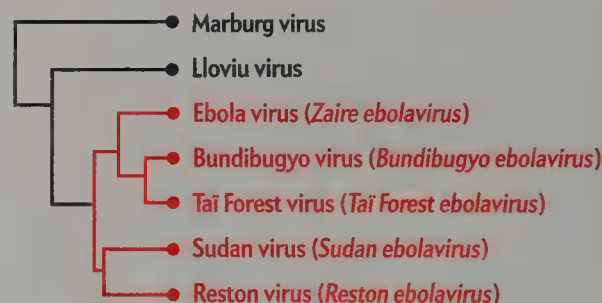 Marburg virus
Lloviu virus
Ebola virus (Zaire ebolavirus)
Bundibugyo virus (Bundibugyo ebolavirus)
Taï Forest virus (Taï Forest ebolavirus)
Sudan virus (Sudan ebolavirus)
Reston virus (Reston ebolavirus)